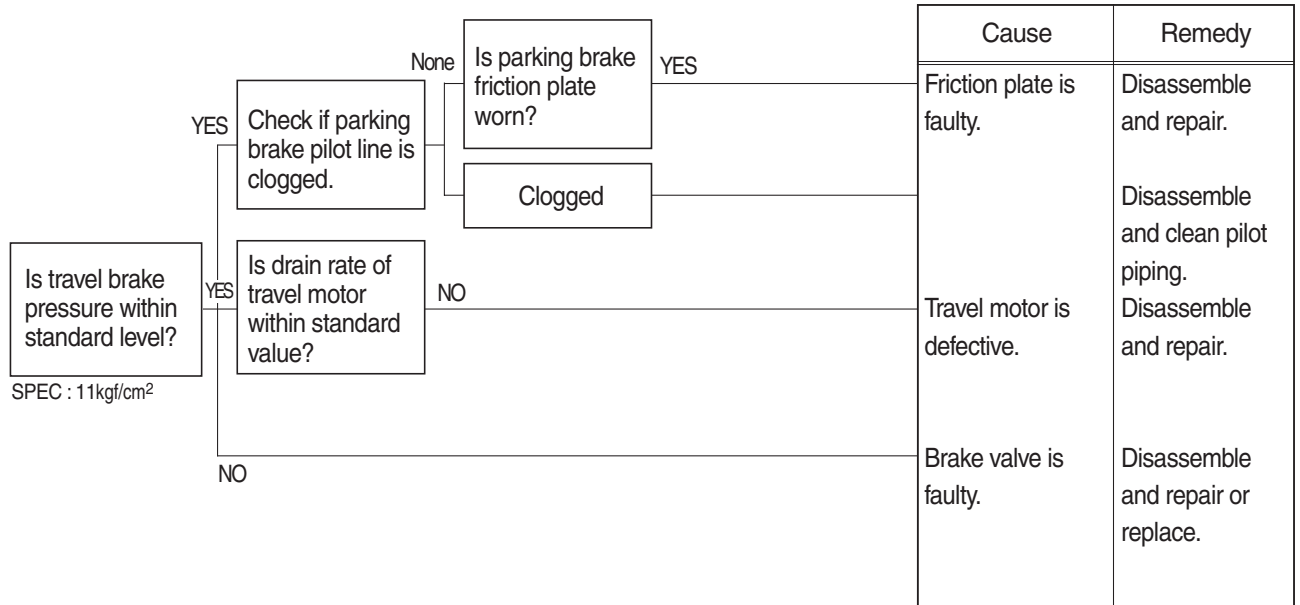 Cause
Remedy
None
Is parking brake
friction plate
worn?
YES
Friction plate is
faulty.
Disassemble
and repair.
YES
Check if parking
brake pilot line is
clogged.
Clogged
Disassemble
and clean pilot
piping.
Is travel brake
pressure within
standard level?
SPEC : 11kgf/cm²
YES
Is drain rate of
travel motor
within standard
value?
NO
Travel motor is
defective.
Disassemble
and repair.
NO
Brake valve is
faulty.
Disassemble
and repair or
replace.